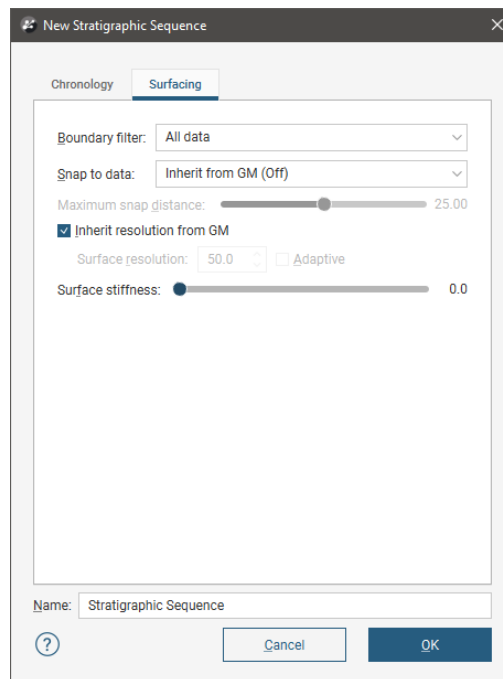 New Stratigraphic Sequence
Chronology Surfacing
Boundary filter: All data
Snap to data: Inherit from GM (Off)
Maximum snap distance: 25.00
Inherit resolution from GM
Surface resolution: 50.0 Adaptive
Surface stiffness: 0.0
Name: Stratigraphic Sequence
? Cancel OK